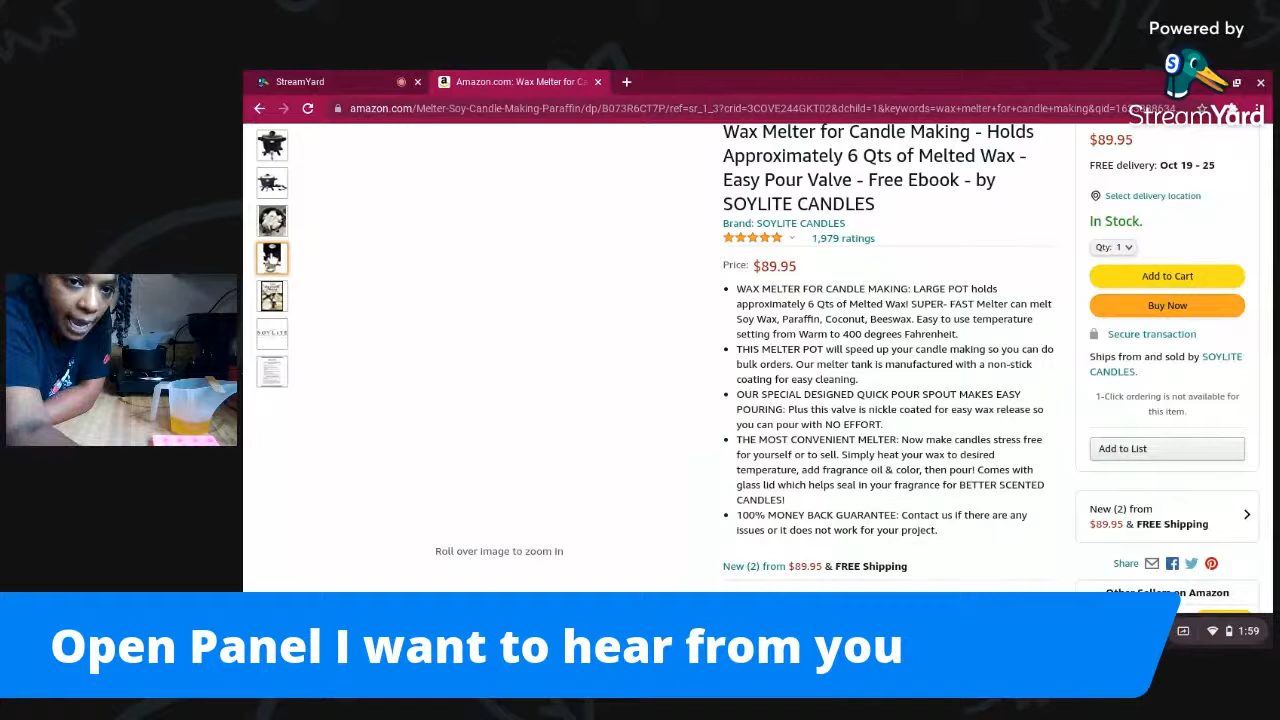 Powered by
StreamYard
StreamYard
Amazon.com: Wax Melter for Ca
amazon.com/Melter-Soy-Candle-Making-Paraffin/dp/B073R6CT7P/ref=sr_1_3?crid=3COVE244GKT02&dchild=1&keywords=wax+melter+for+candle+making&qid=
Wax Melter for Candle Making - Holds
Approximately 6 Qts of Melted Wax -
Easy Pour Valve - Free Ebook - by
SOYLITE CANDLES
Brand: SOYLITE CANDLES
1,979 ratings
Price: $89.95
WAX MELTER FOR CANDLE MAKING: LARGE POT holds
approximately 6 Qts of Melted Wax! SUPER- FAST Melter can melt
Soy Wax, Paraffin, Coconut, Beeswax. Easy to use temperature
setting from Warm to 400 degrees Fahrenheit.
THIS MELTER POT will speed up your candle making so you can do
bulk orders. Our melter tank is manufactured with a non-stick
coating for easy cleaning.
OUR SPECIAL DESIGNED QUICK POUR SPOUT MAKES EASY
POURING: Plus this valve is nickle coated for easy wax release so
you can pour with NO EFFORT.
THE MOST CONVENIENT MELTER: Now make candles stress free
for yourself or to sell. Simply heat your wax to desired
temperature, add fragrance oil & color, then pour! Comes with
glass lid which helps seal in your fragrance for BETTER SCENTED
CANDLES!
100% MONEY BACK GUARANTEE: Contact us if there are any
issues or it does not work for your project.
New (2) from $89.95 & FREE Shipping
Roll over image to zoom in
SOYLITE
$89.95
FREE delivery: Oct 19 - 25
Select delivery location
In Stock.
Qty: 1
Add to Cart
Buy Now
Secure transaction
Ships from and sold by SOYLITE
CANDLES.
1-Click ordering is not available for
this item.
Add to List
New (2) from
$89.95 & FREE Shipping
Share
Other Sellers on Amazon
1:59
Open Panel I want to hear from you